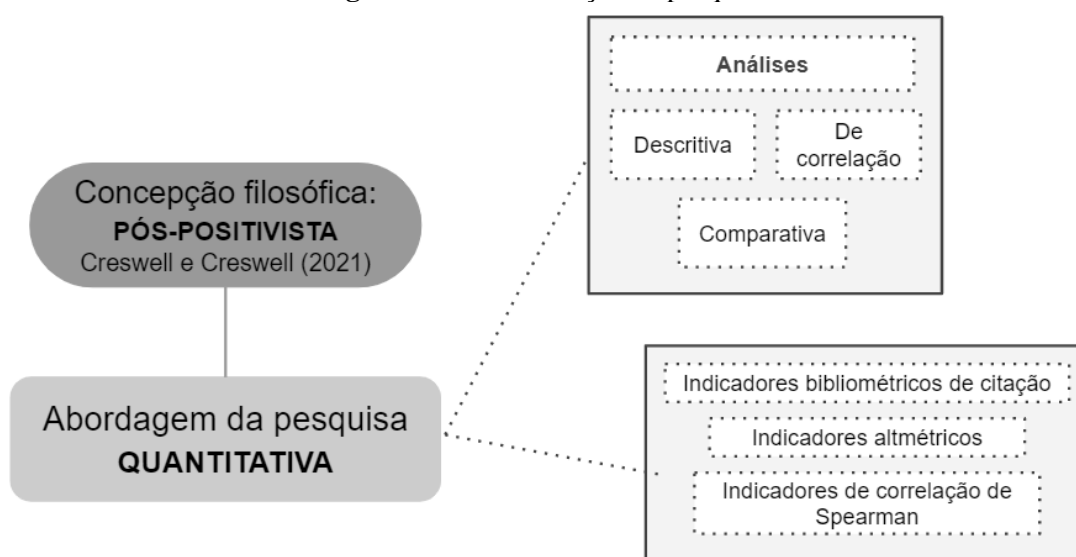 Análises
Descritiva
De
correlação
Comparativa
Concepção filosófica:
PÓS-POSITIVISTA
Creswell e Creswell (2021)
Abordagem da pesquisa
QUANTITATIVA
Indicadores bibliométricos de citação
Indicadores altmétricos
Indicadores de correlação de
Spearman